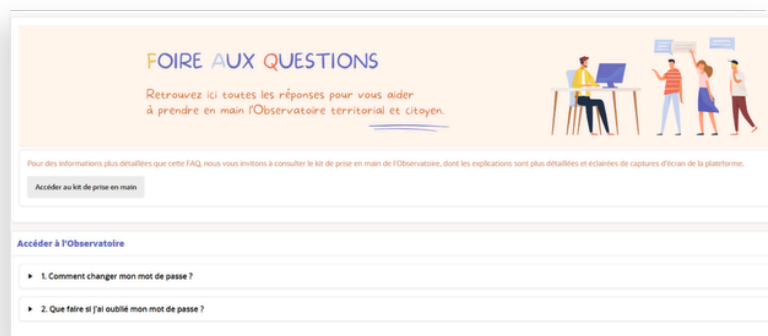 FOIRE AUX QUESTIONS
Retrouvez ici toutes les réponses pour vous aider
à prendre en main l'Observatoire territorial et citoyen.
Pour des informations plus détaillées que cette FAQ, nous vous invitons à consulter le kit de prise en main de l'Observatoire, dont les explications sont plus détaillées et éclairées de captures d'écran de la plateforme.
Accéder au kit de prise en main
Accéder à l'Observatoire
1. Comment changer mon mot de passe ?
2. Que faire si j'ai oublié mon mot de passe ?